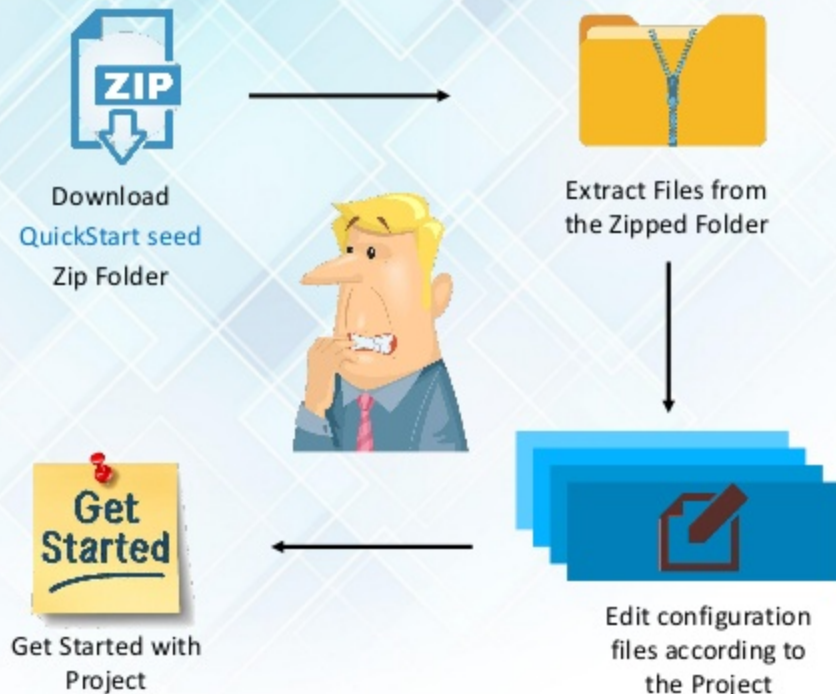 ZIP
Download
QuickStart seed
Zip Folder
Extract Files from
the Zipped Folder
Edit configuration
files according to
the Project
Get
Started
Get Started with
Project